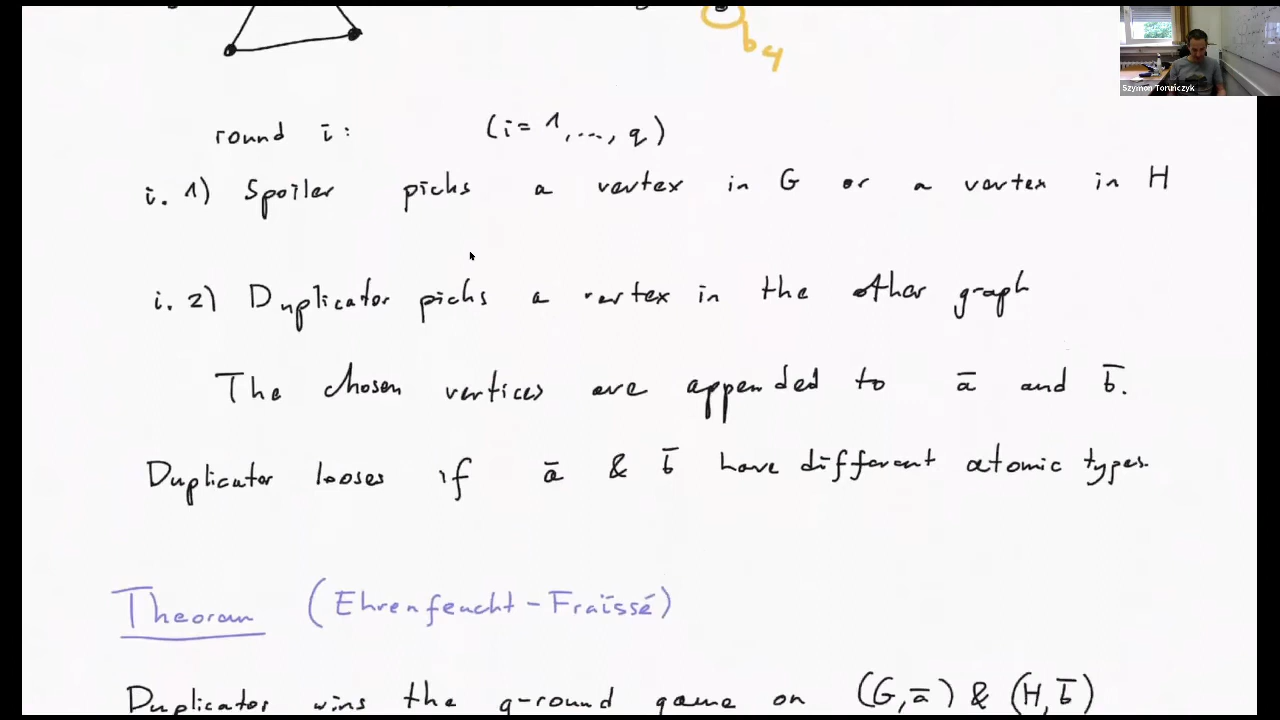 b4
Szymon Toruńczyk
round i: (i= 1,..., q)
i. 1) Spoiler picks a vertex in G or a vertex in H
i. 2) Duplicator picks a vertex in the other graph
The chosen vertices are appended to a̅ and b̅.
Duplicator looses if a̅ & b̅ have different atomic types.
Theorem (Ehrenfeucht-Fraïssé)
Duplicator wins the q-round game on (G,a̅) & (H,b̅)